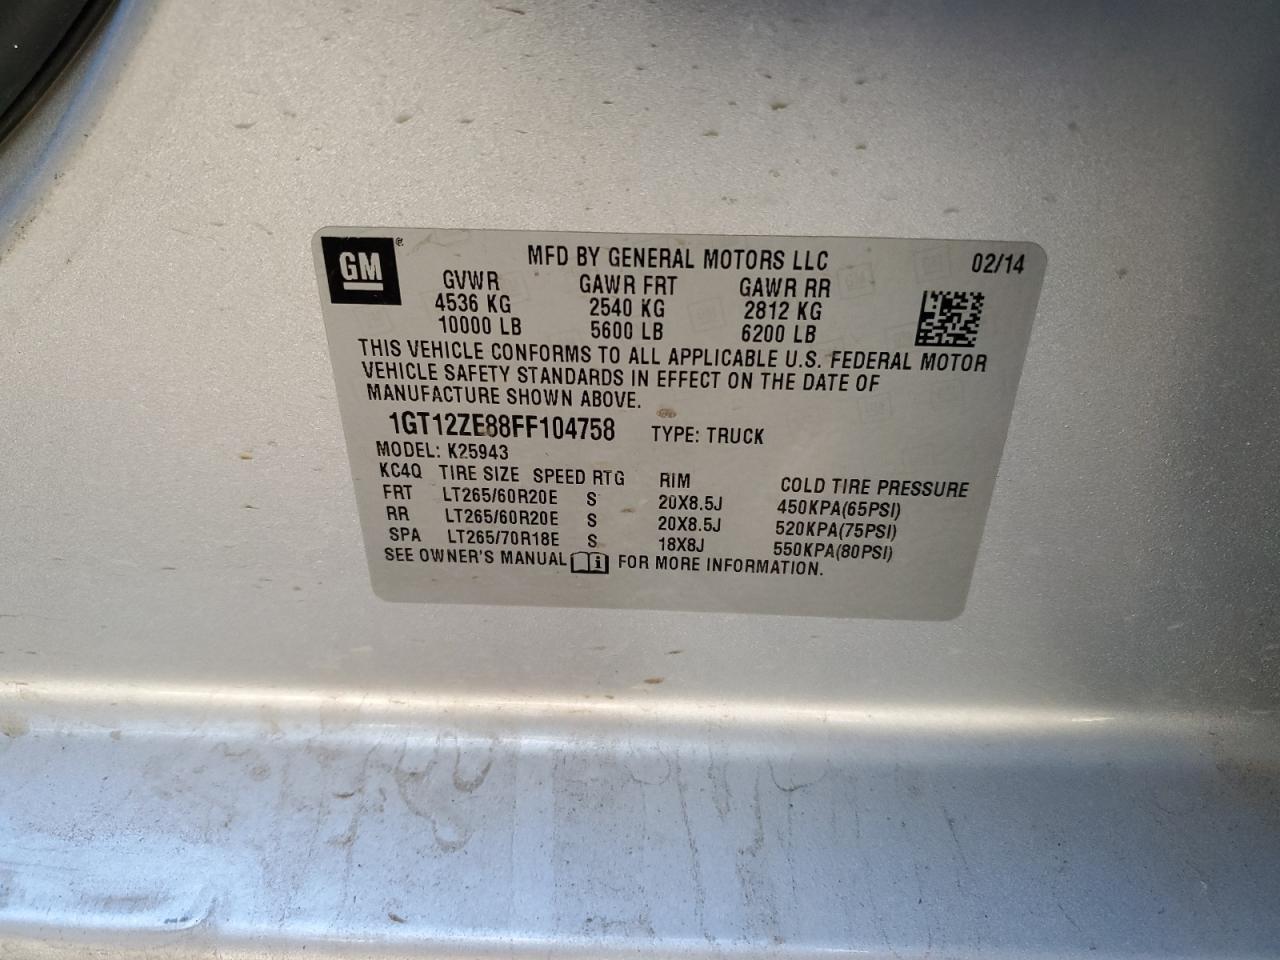 GM ® MFD BY GENERAL MOTORS LLC 02/14
GVWR GAWR FRT GAWR RR
4536 KG 2540 KG 2812 KG
10000 LB 5600 LB 6200 LB
THIS VEHICLE CONFORMS TO ALL APPLICABLE U.S. FEDERAL MOTOR
VEHICLE SAFETY STANDARDS IN EFFECT ON THE DATE OF
MANUFACTURE SHOWN ABOVE.
1GT12ZE88FF104758 TYPE: TRUCK
MODEL: K25943
KC4Q TIRE SIZE SPEED RTG RIM COLD TIRE PRESSURE
FRT LT265/60R20E S 20X8.5J 450KPA(65PSI)
RR LT265/60R20E S 20X8.5J 520KPA(75PSI)
SPA LT265/70R18E S 18X8J 550KPA(80PSI)
SEE OWNER'S MANUAL i FOR MORE INFORMATION.